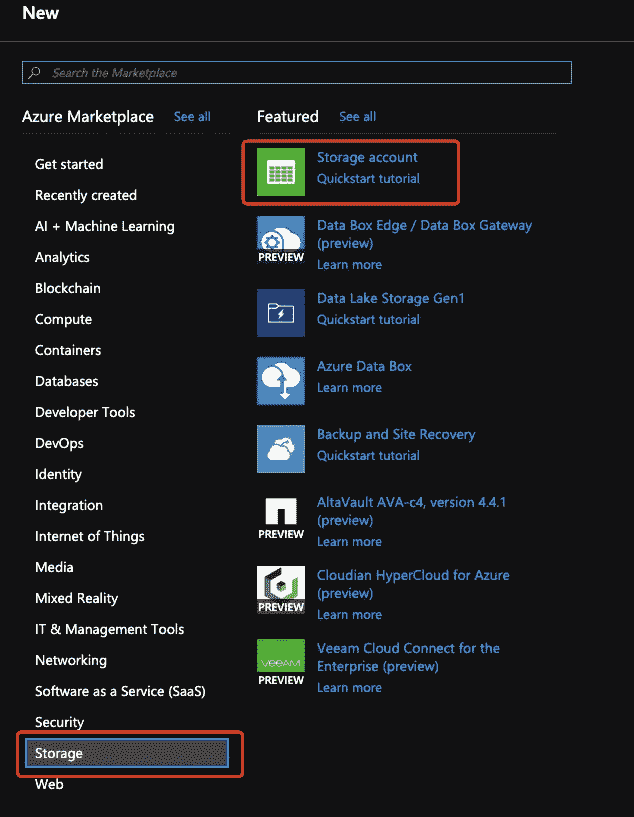 New
Search the Marketplace
Azure Marketplace See all
Get started
Recently created
AI + Machine Learning
Analytics
Blockchain
Compute
Containers
Databases
Developer Tools
DevOps
Identity
Integration
Internet of Things
Media
Mixed Reality
IT & Management Tools
Networking
Software as a Service (SaaS)
Security
Storage
Web
Featured See all
Storage account
Quickstart tutorial
PREVIEW
Data Box Edge / Data Box Gateway
(preview)
Learn more
Data Lake Storage Gen1
Quickstart tutorial
Azure Data Box
Learn more
Backup and Site Recovery
Quickstart tutorial
PREVIEW
AltaVault AVA-c4, version 4.4.1
(preview)
Learn more
PREVIEW
Cloudian HyperCloud for Azure
(preview)
Learn more
veeam
PREVIEW
Veeam Cloud Connect for the
Enterprise (preview)
Learn more